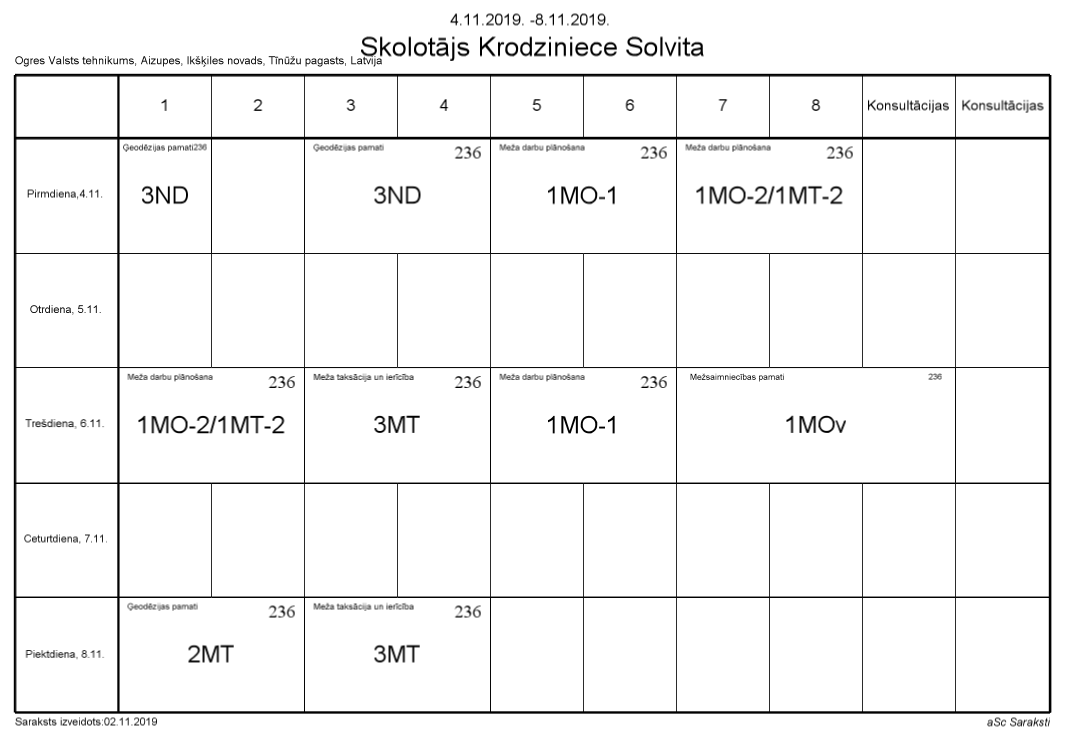 4.11.2019. -8.11.2019.
Skolotājs Krodziniece Solvita
Ogres Valsts tehnikums, Aizupes, Ikšķiles novads, Tīnūžu pagasts, Latvija
1 2 3 4 5 6 7 8 Konsultācijas Konsultācijas
Ģeodēzijas pamati 236 Ģeodēzijas pamati 236 Meža darbu plānošana 236 Meža darbu plānošana 236
Pirmdiena,4.11. 3ND 3ND 1MO-1 1MO-2/1MT-2
Otrdiena, 5.11.
Meža darbu plānošana 236 Meža taksācija un ierīcība 236 Meža darbu plānošana 236 Mežsaimniecības pamati 236
Trešdiena, 6.11. 1MO-2/1MT-2 3MT 1MO-1 1MOv
Ceturtdiena, 7.11.
Ģeodēzijas pamati 236 Meža taksācija un ierīcība 236
Piektdiena, 8.11. 2MT 3MT
Saraksts izveidots:02.11.2019 aSc Saraksti